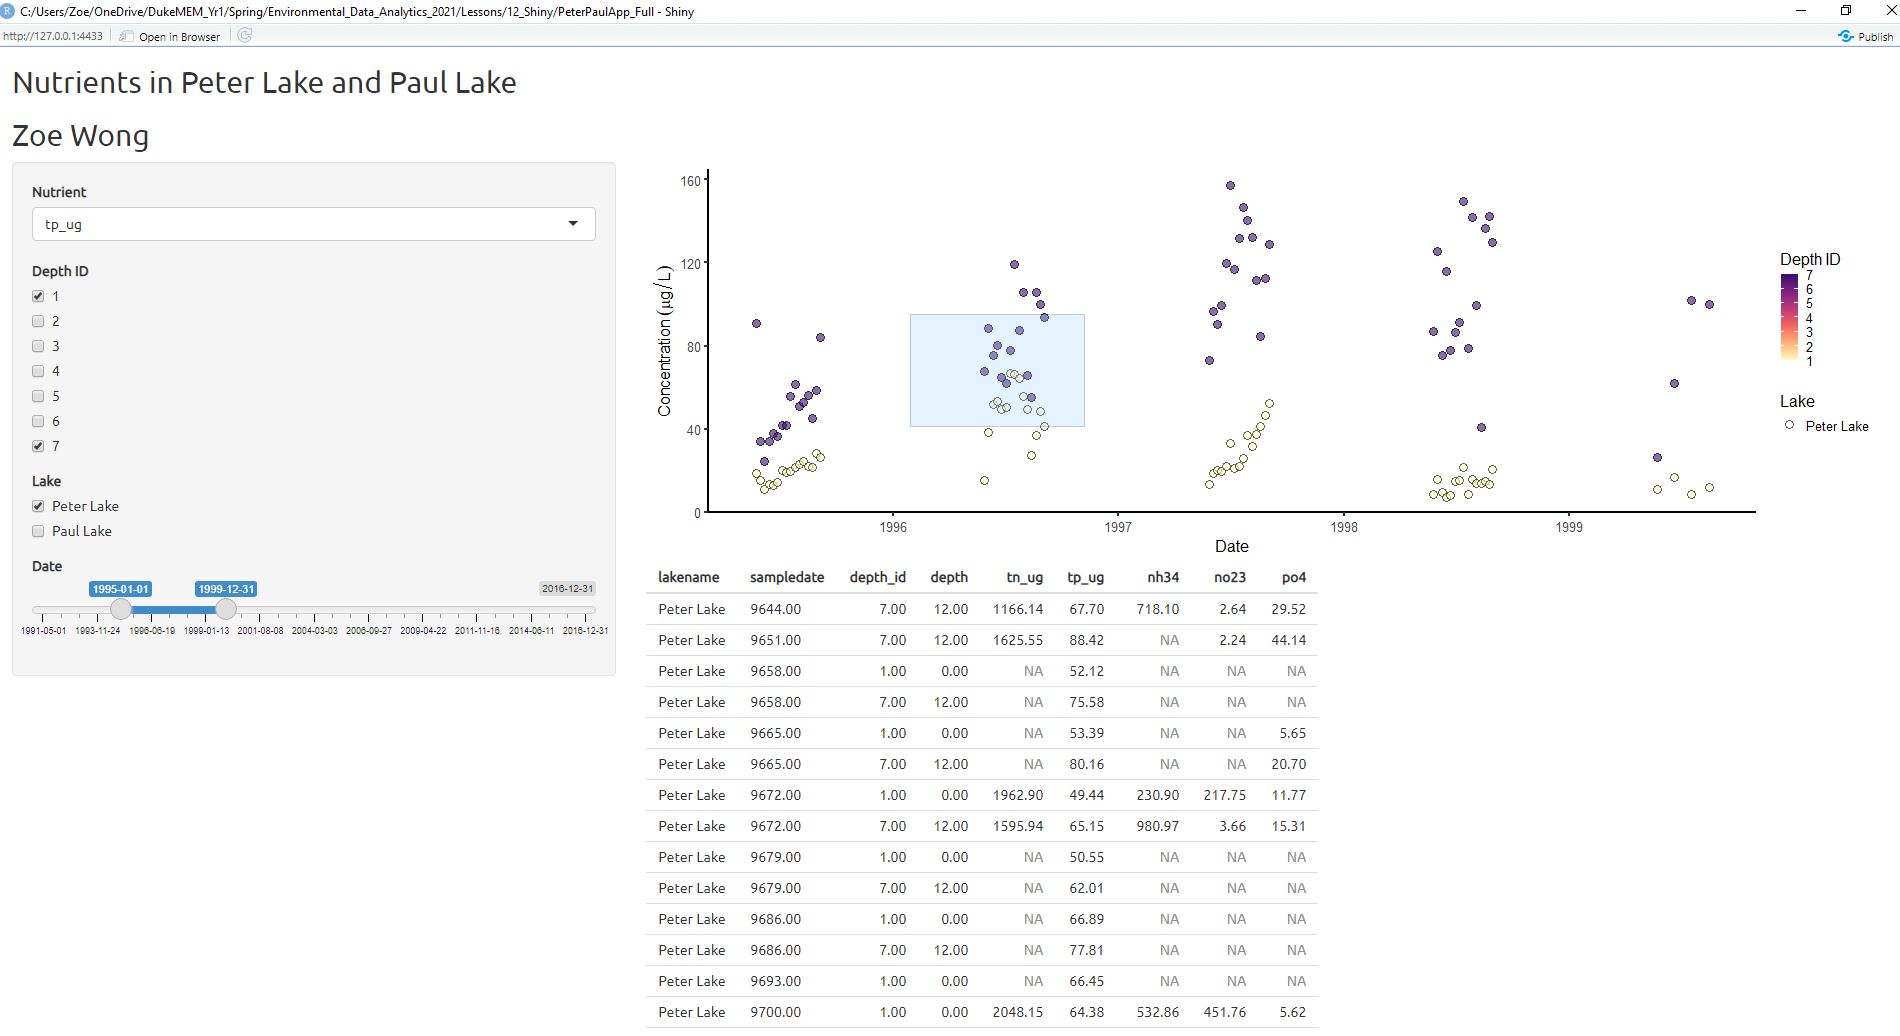 C:/Users/Zoe/OneDrive/DukeMEM_Yr1/Spring/Environmental_Data_Analytics_2021/Lessons/12_Shiny/PeterPaulApp_Full - Shiny
http://127.0.0.1:4433 Open in Browser Publish
Nutrients in Peter Lake and Paul Lake
Zoe Wong
Nutrient
tp_ug
Depth ID
1
2
3
4
5
6
7
Lake
Peter Lake
Paul Lake
Date
1995-01-01 1999-12-31 2016-12-31
1991-05-01 1993-11-24 1996-06-19 1999-01-13 2001-08-08 2004-03-03 2006-09-27 2009-04-22 2011-11-16 2014-06-11 2016-12-31
Concentration (µg/L)
160
120
80
40
0
1996 1997 1998 1999
Date
Depth ID
7
6
5
4
3
2
1
Lake
Peter Lake
lakename sampledate depth_id depth tn_ug tp_ug nh34 no23 po4
Peter Lake 9644.00 7.00 12.00 1166.14 67.70 718.10 2.64 29.52
Peter Lake 9651.00 7.00 12.00 1625.55 88.42 NA 2.24 44.14
Peter Lake 9658.00 1.00 0.00 NA 52.12 NA NA NA
Peter Lake 9658.00 7.00 12.00 NA 75.58 NA NA NA
Peter Lake 9665.00 1.00 0.00 NA 53.39 NA NA 5.65
Peter Lake 9665.00 7.00 12.00 NA 80.16 NA NA 20.70
Peter Lake 9672.00 1.00 0.00 1962.90 49.44 230.90 217.75 11.77
Peter Lake 9672.00 7.00 12.00 1595.94 65.15 980.97 3.66 15.31
Peter Lake 9679.00 1.00 0.00 NA 50.55 NA NA NA
Peter Lake 9679.00 7.00 12.00 NA 62.01 NA NA NA
Peter Lake 9686.00 1.00 0.00 NA 66.89 NA NA NA
Peter Lake 9686.00 7.00 12.00 NA 77.81 NA NA NA
Peter Lake 9693.00 1.00 0.00 NA 66.45 NA NA NA
Peter Lake 9700.00 1.00 0.00 2048.15 64.38 532.86 451.76 5.62